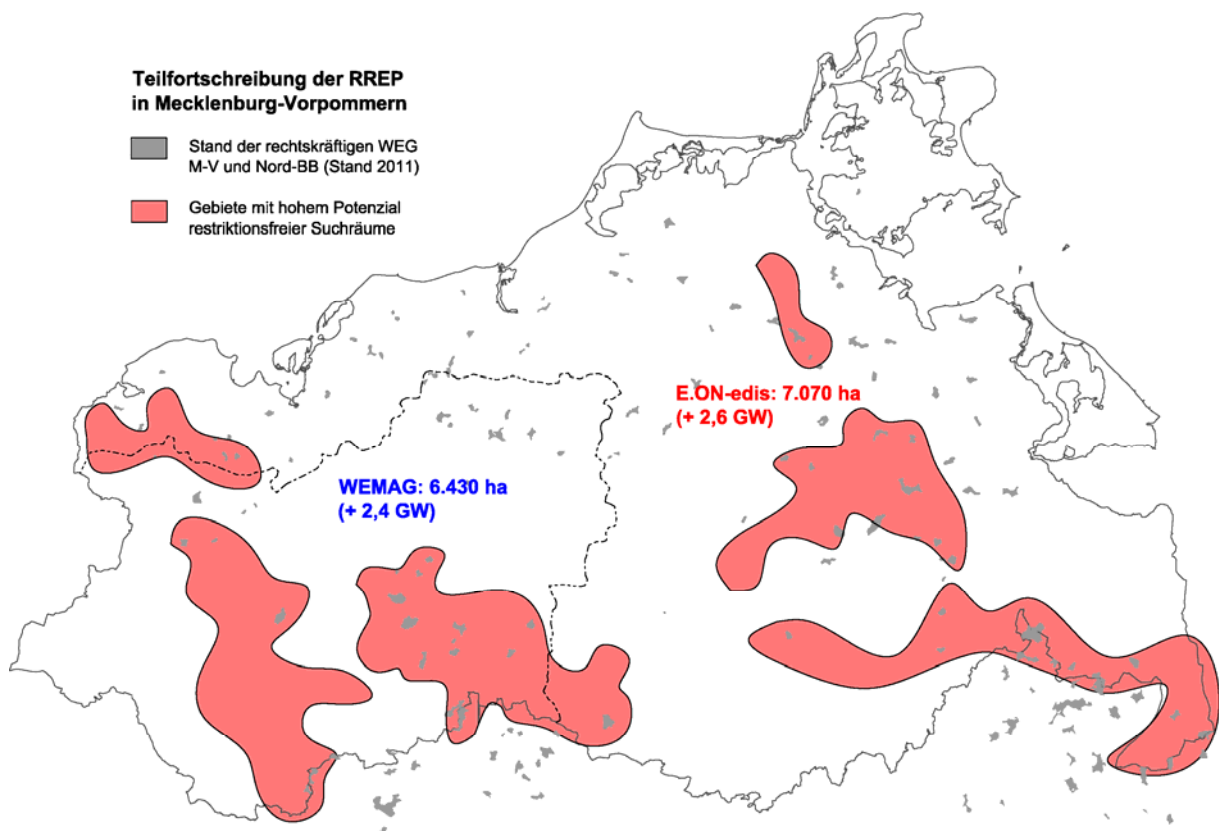 Teilfortschreibung der RREP
in Mecklenburg-Vorpommern
Stand der rechtskräftigen WEG
M-V und Nord-BB (Stand 2011)
Gebiete mit hohem Potenzial
restriktionsfreier Suchräume
E.ON-edis: 7.070 ha
(+ 2,6 GW)
WEMAG: 6.430 ha
(+ 2,4 GW)